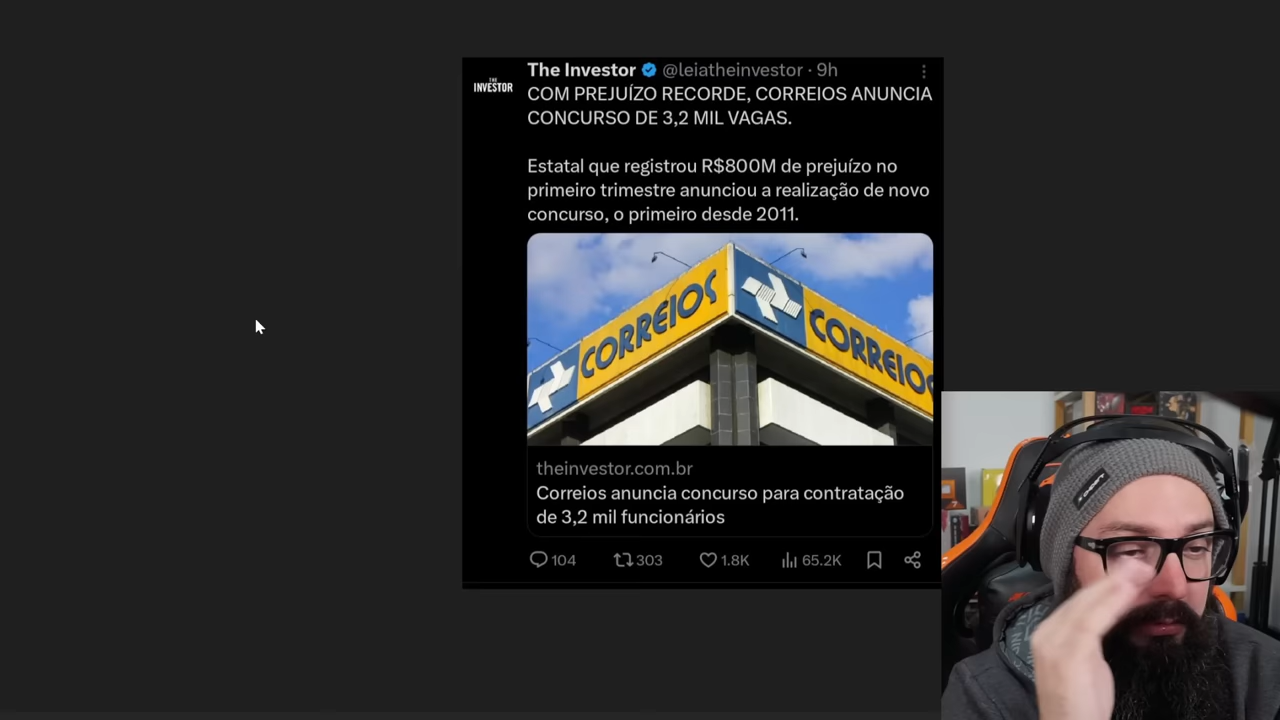 The Investor @leiatheinvestor · 9h
THE
INVESTOR
COM PREJUÍZO RECORDE, CORREIOS ANUNCIA
CONCURSO DE 3,2 MIL VAGAS.
Estatal que registrou R$800M de prejuízo no
primeiro trimestre anunciou a realização de novo
concurso, o primeiro desde 2011.
CORREIOS
CORREIOS
theinvestor.com.br
Correios anuncia concurso para contratação
de 3,2 mil funcionários
104 303 1.8K 65.2K